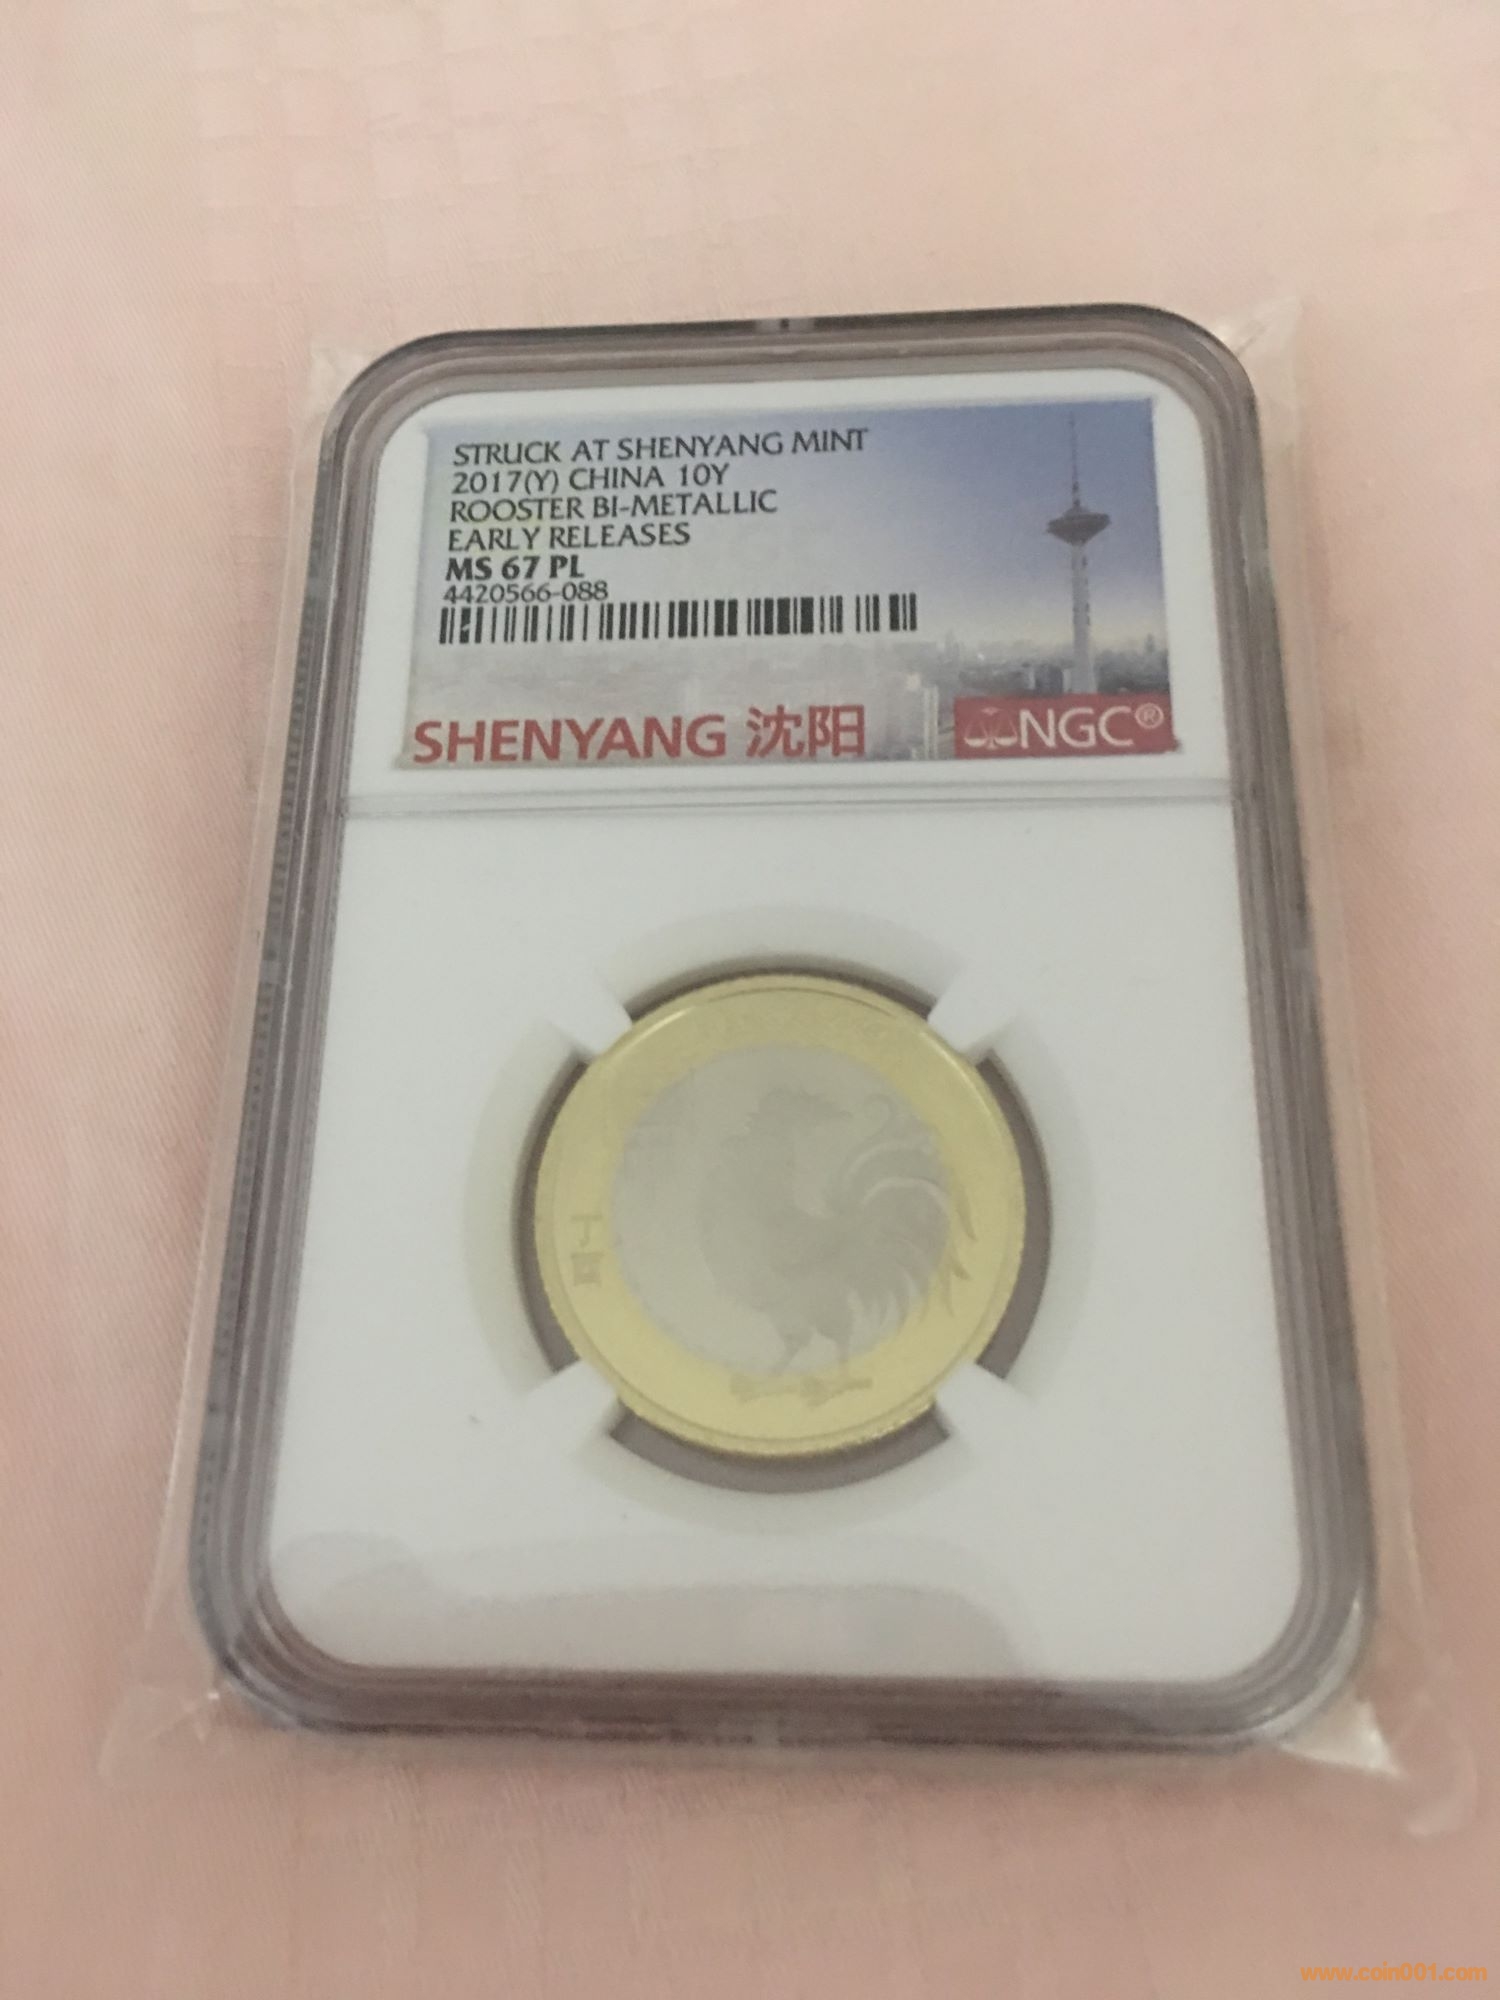 STRUCK AT SHENYANG MINT
2017(Y) CHINA 10Y
ROOSTER BI-METALLIC
EARLY RELEASES
MS 67 PL
4420566-088
SHENYANG 沈阳
NGC®
丁酉
www.coin001.com